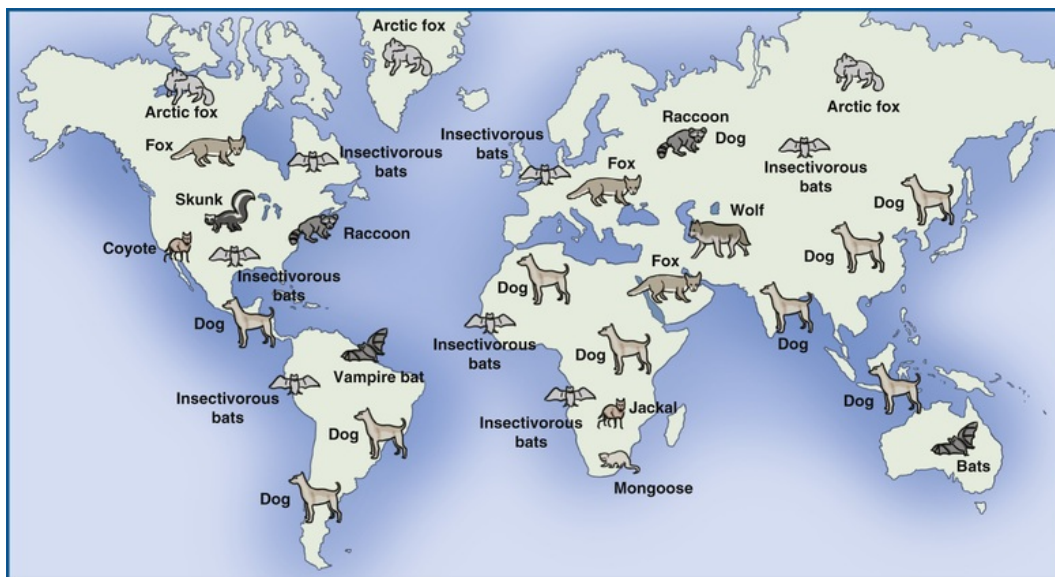 Arctic fox
Arctic fox
Arctic fox
Raccoon
Dog
Fox
Insectivorous
bats
Insectivorous
bats
Fox
Insectivorous
bats
Skunk
Dog
Wolf
Coyote
Raccoon
Dog
Fox
Insectivorous
bats
Dog
Dog
Dog
Insectivorous
bats
Dog
Vampire bat
Insectivorous
bats
Dog
Jackal
Insectivorous
bats
Dog
Bats
Mongoose
Dog